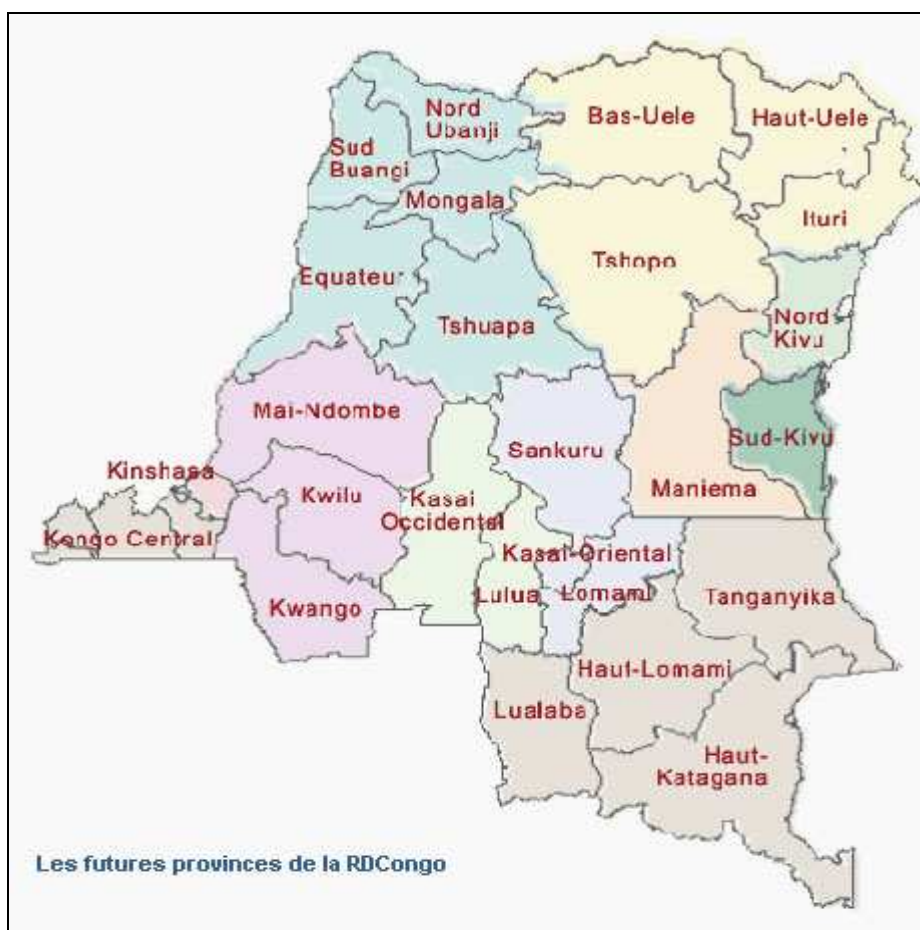 Nord
Ubanji
Bas-Uele
Haut-Uele
Sud
Buangi
Mongala
Ituri
Equateur
Tshopo
Tshuapa
Nord
Kivu
Mai-Ndombe
Sankuru
Sud-Kivu
Kinshasa
Kwilu
Kasai
Occidental
Maniema
Kongo Central
Kasai-Oriental
Kwango
Lulua
Lomami
Tanganyika
Haut-Lomami
Lualaba
Haut-
Katagana
Les futures provinces de la RDCongo